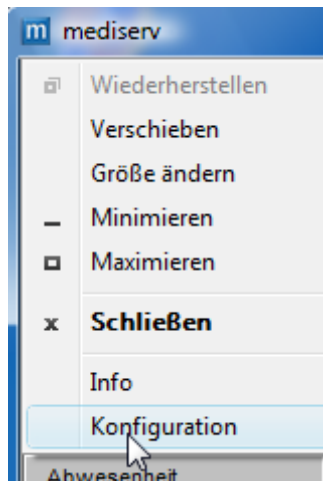 m mediserv
Wiederherstellen
Verschieben
Größe ändern
Minimieren
Maximieren
x Schließen
Info
Konfiguration
Abwesenheit